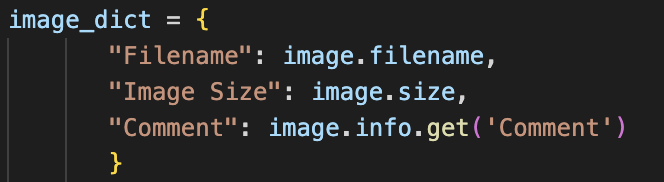 image_dict = {
"Filename": image.filename,
"Image Size": image.size,
"Comment": image.info.get('Comment')
}